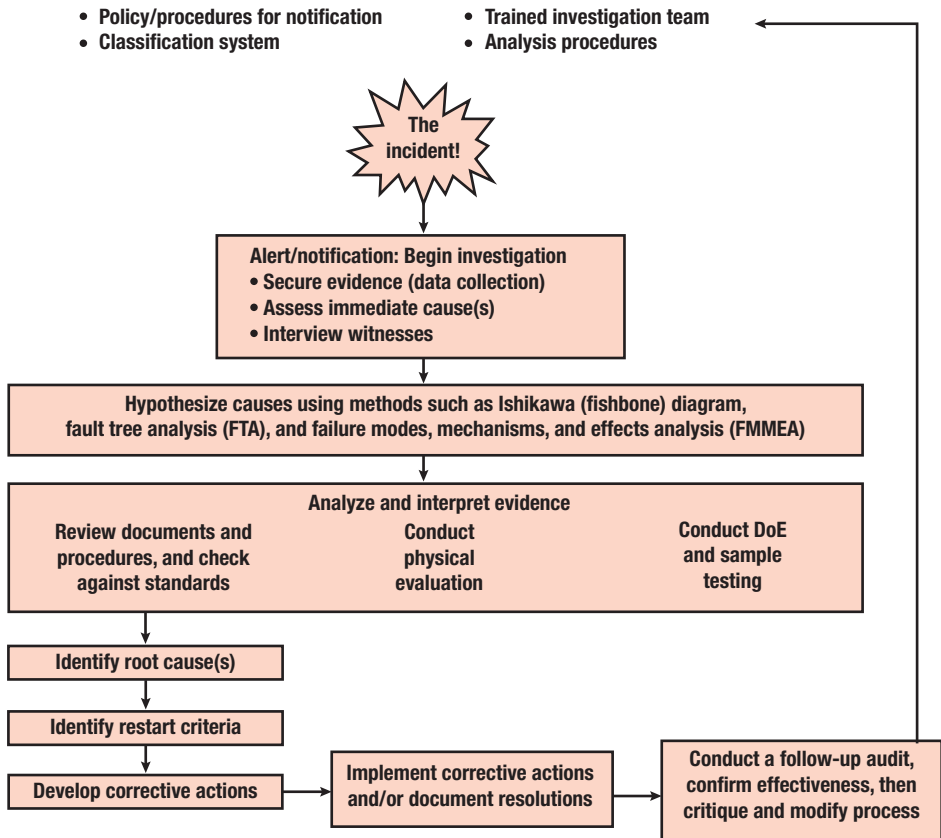 • Policy/procedures for notification
• Classification system
• Trained investigation team
• Analysis procedures
The
incident!
Alert/notification: Begin investigation
• Secure evidence (data collection)
• Assess immediate cause(s)
• Interview witnesses
Hypothesize causes using methods such as Ishikawa (fishbone) diagram,
fault tree analysis (FTA), and failure modes, mechanisms, and effects analysis (FMMEA)
Analyze and interpret evidence
Review documents and
procedures, and check
against standards
Conduct
physical
evaluation
Conduct DoE
and sample
testing
Identify root cause(s)
Identify restart criteria
Develop corrective actions
Implement corrective actions
and/or document resolutions
Conduct a follow-up audit,
confirm effectiveness, then
critique and modify process